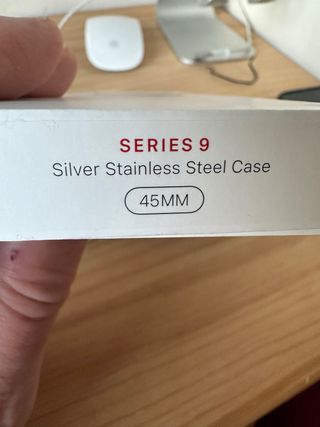 SERIES 9
Silver Stainless Steel Case
45MM